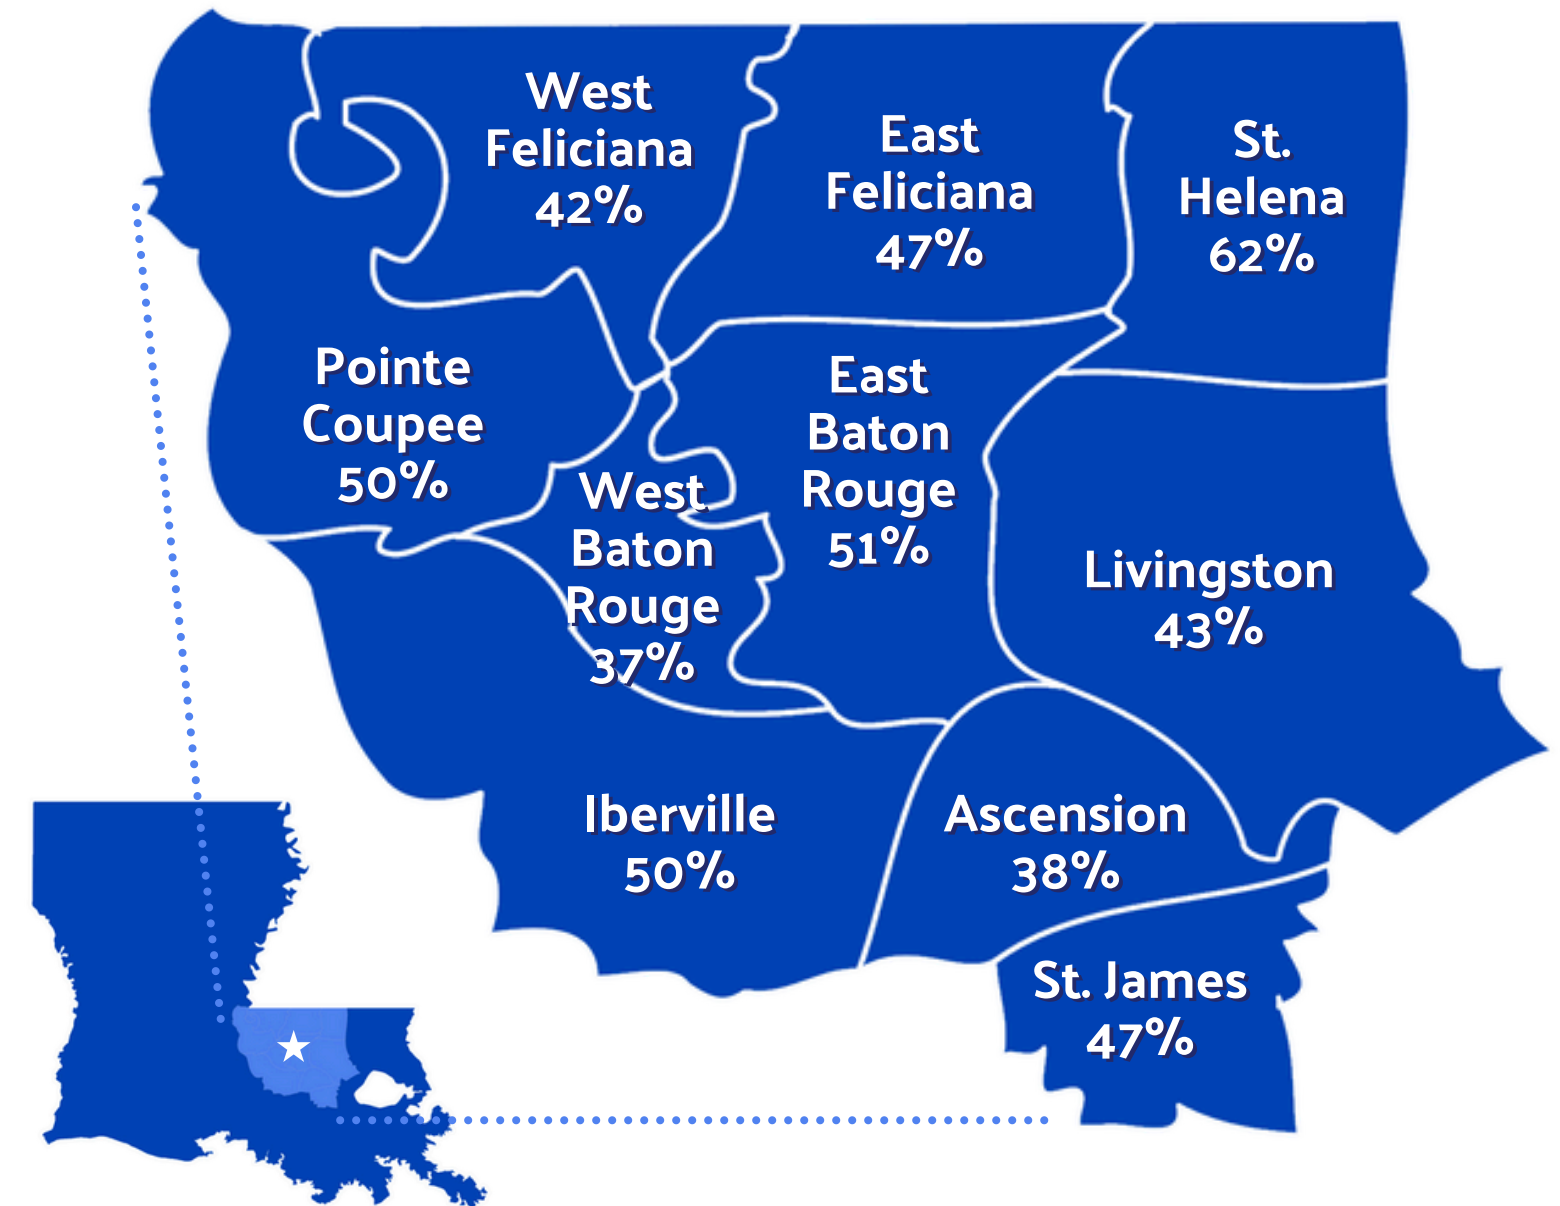 West
Feliciana
42%
East
Feliciana
47%
St.
Helena
62%
Pointe
Coupee
50%
West
Baton
Rouge
37%
East
Baton
Rouge
51%
Livingston
43%
Iberville
50%
Ascension
38%
St. James
47%